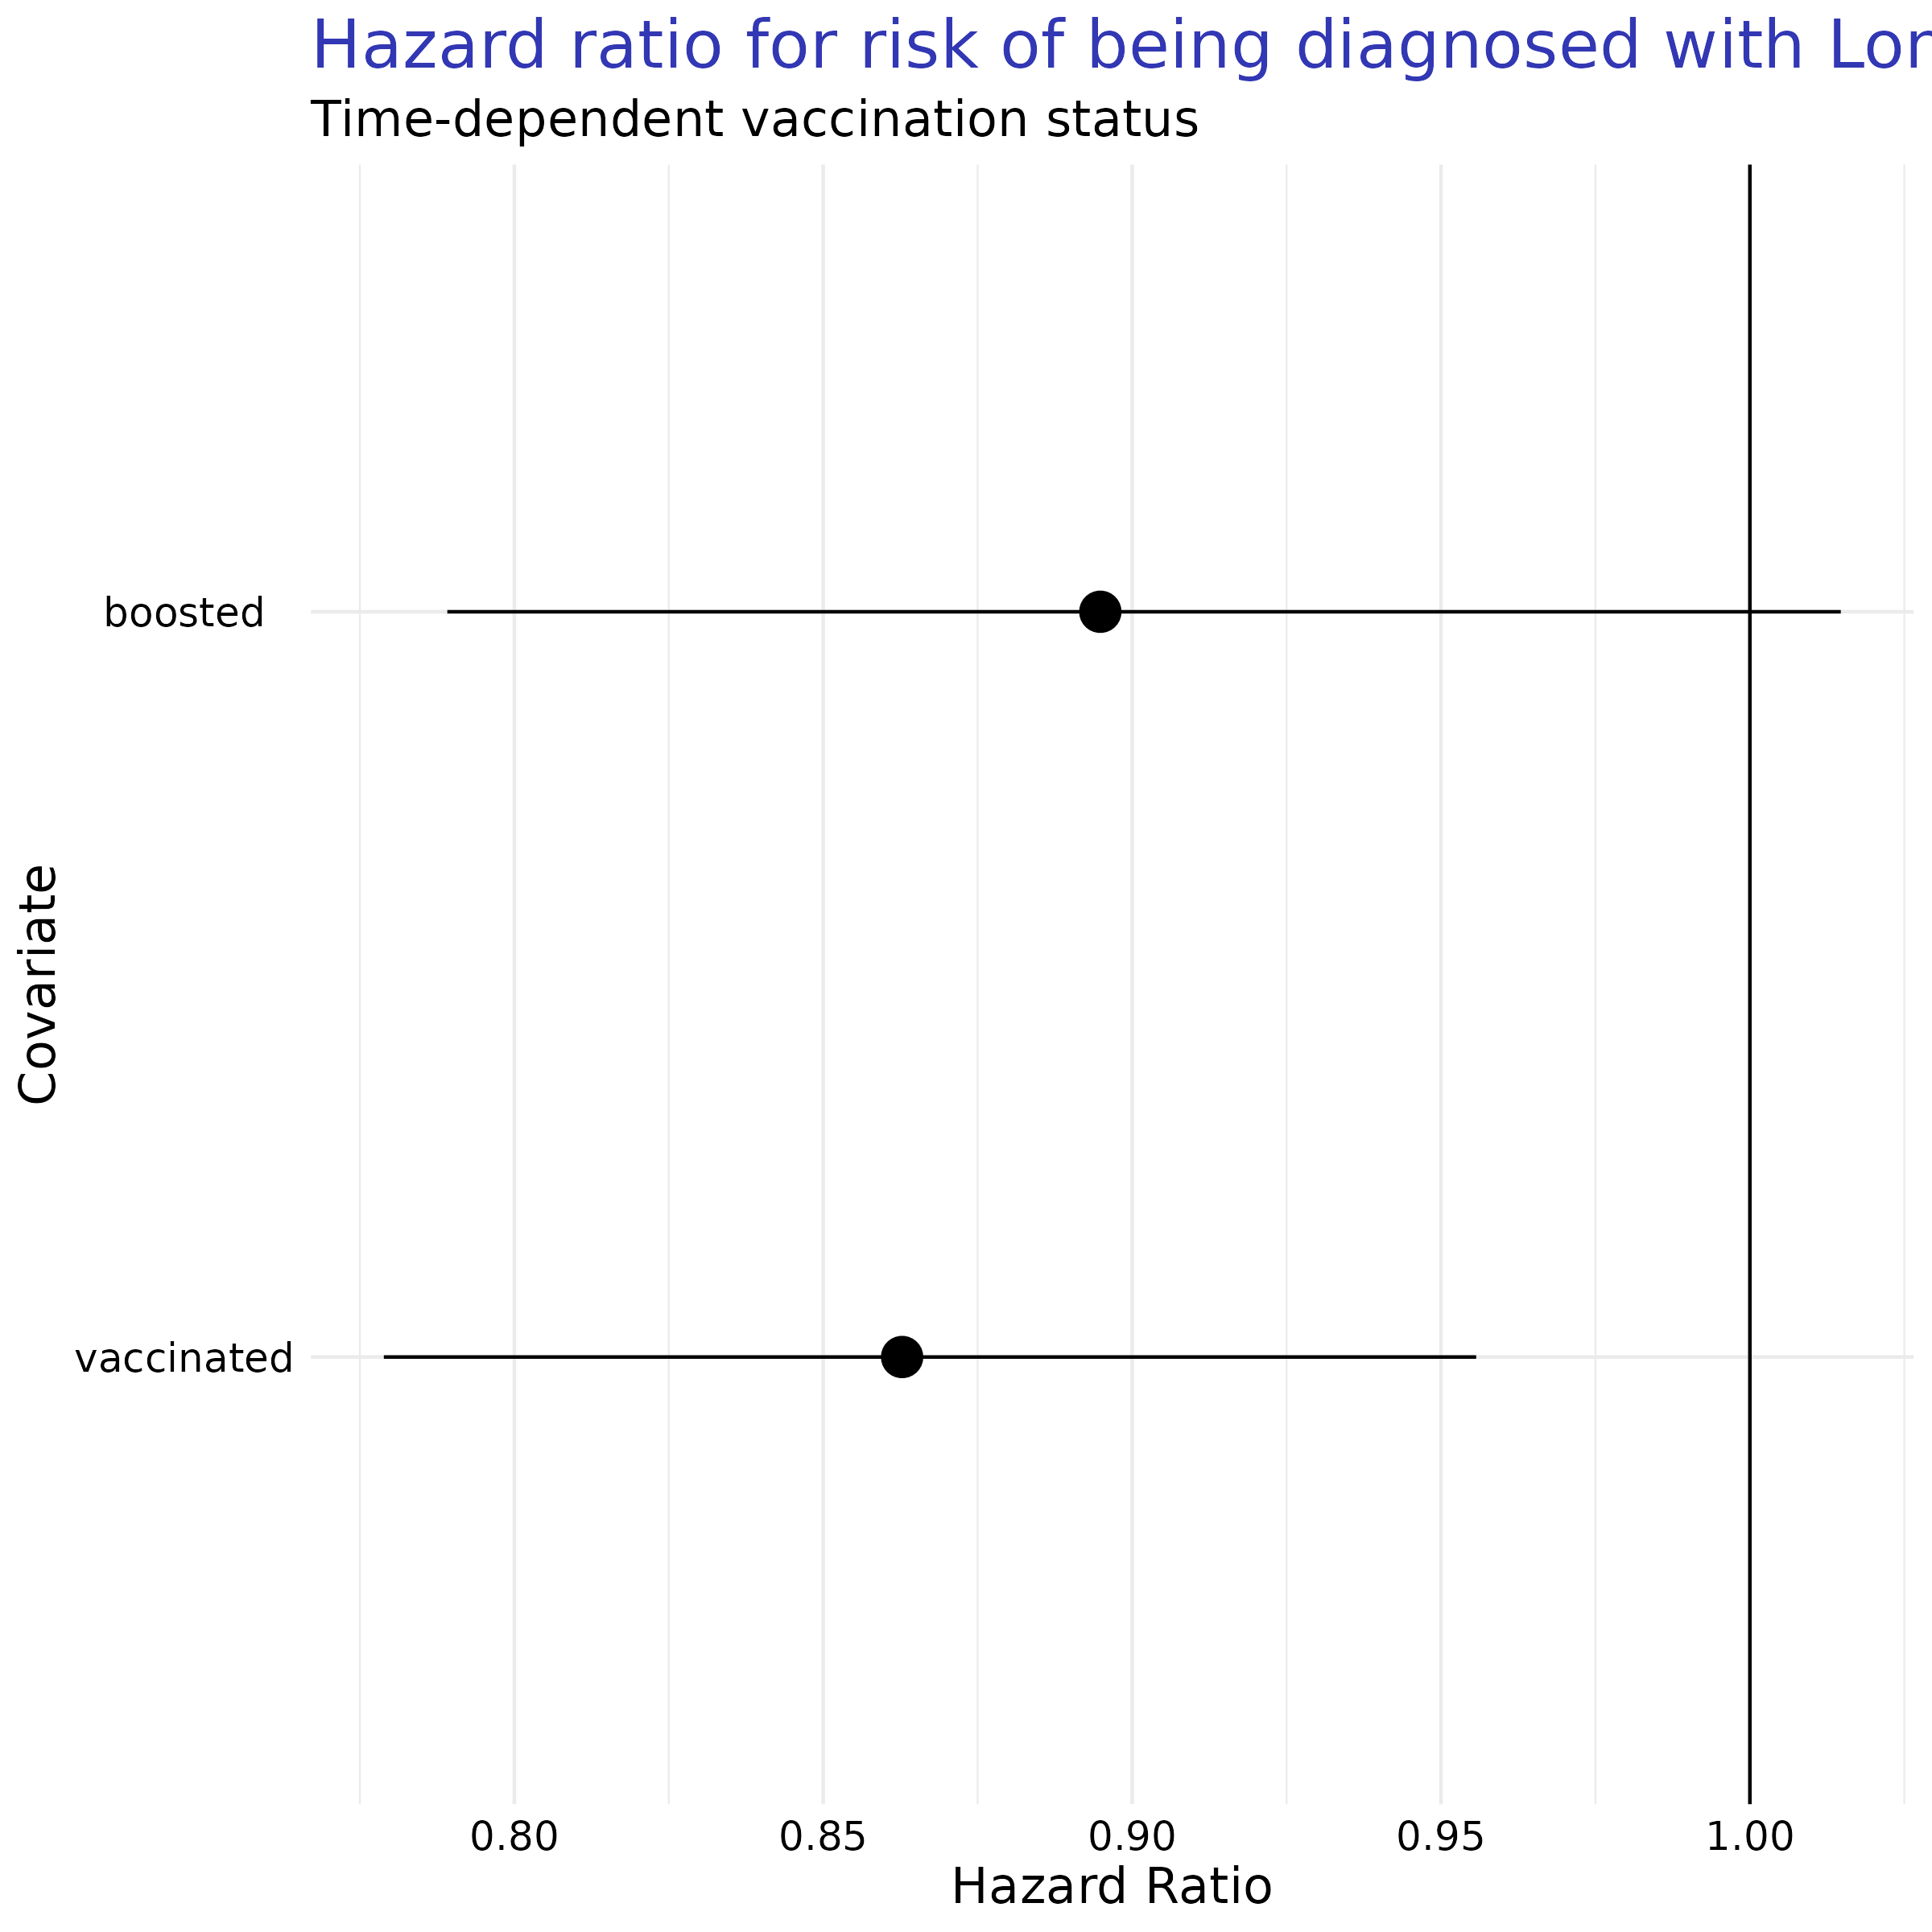 Hazard ratio for risk of being diagnosed with
Time-dependent vaccination status
boosted
Covariate
vaccinated
0.80 0.85 0.90 0.95 1.00
Hazard Ratio